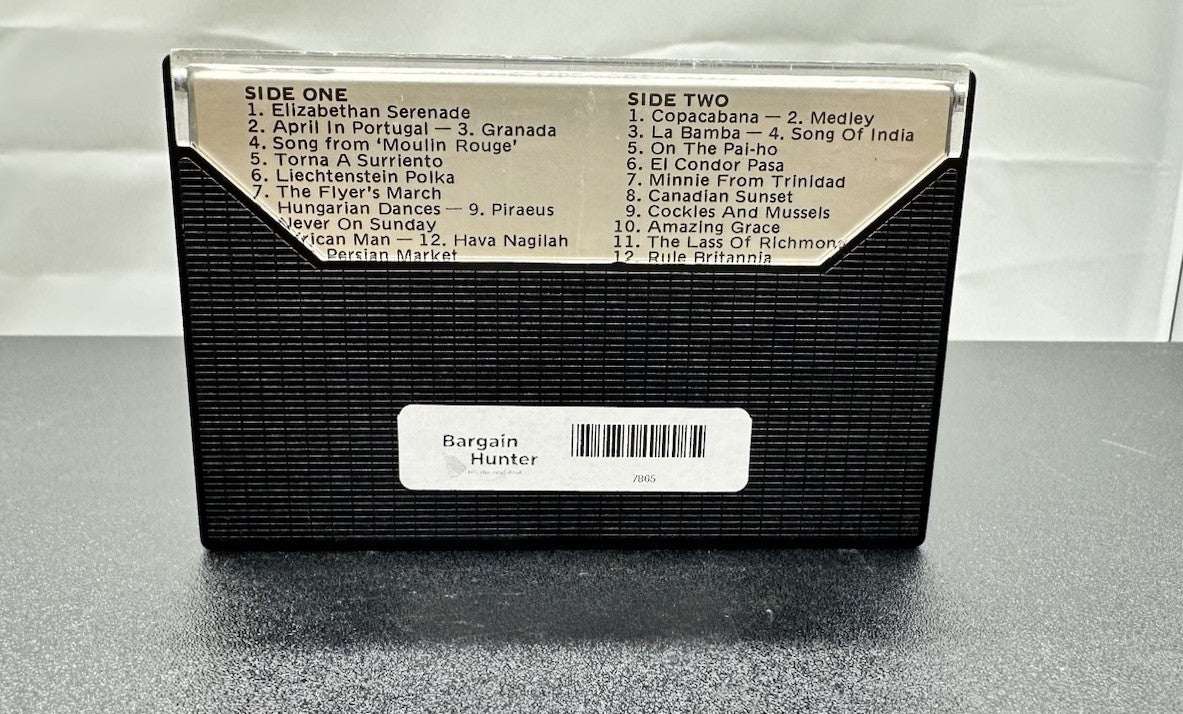 SIDE ONE
1. Elizabethan Serenade
2. April In Portugal — 3. Granada
4. Song from ‘Moulin Rouge’
5. Torna A Surriento
6. Liechtenstein Polka
7. The Flyer's March
Hungarian Dances — 9. Piraeus
Never On Sunday
Man — 12. Hava Nagilah
Persian Market
SIDE TWO
1. Copacabana — 2. Medley
3. La Bamba — 4. Song Of India
5. On The Pai-ho
6. El Condor Pasa
7. Minnie From Trinidad
8. Canadian Sunset
9. Cockles And Mussels
10. Amazing Grace
11. The Lass Of Richmon
12. Rule Britannia
Bargain
Hunter
7865